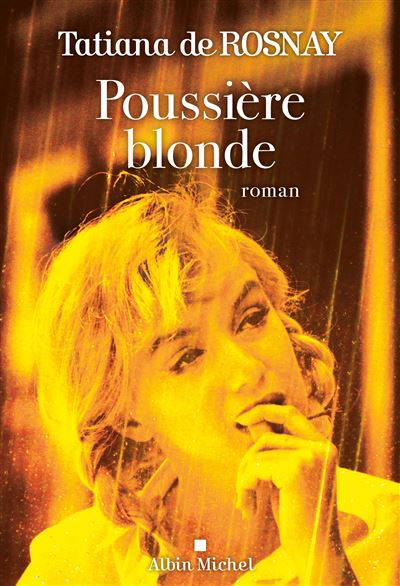 Tatiana de ROSNAY
Poussière
blonde
roman
Albin Michel